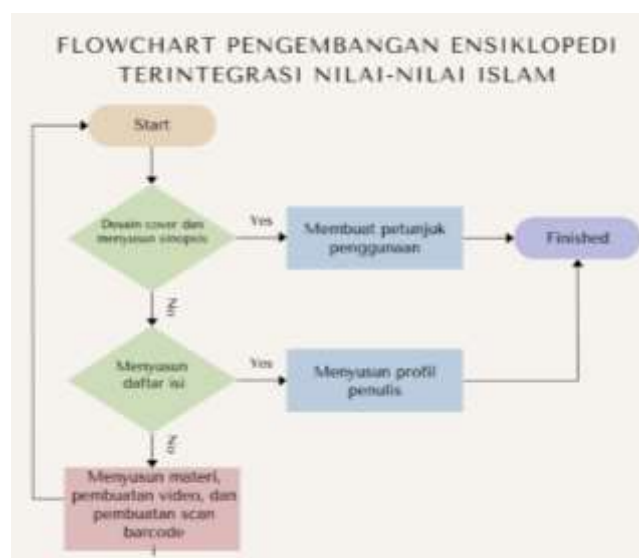 FLOWCHART PENGEMBANGAN ENSIKLOPEDI
TERINTEGRASI NILAI-NILAI ISLAM
Start
Desain cover dan
menyusun sinopsis
Yes
Membuat petunjuk
penggunaan
Finished
No
Menyusun
daftar isi
Yes
Menyusun profil
penulis
No
Menyusun materi,
pembuatan video, dan
pembuatan scan
barcode